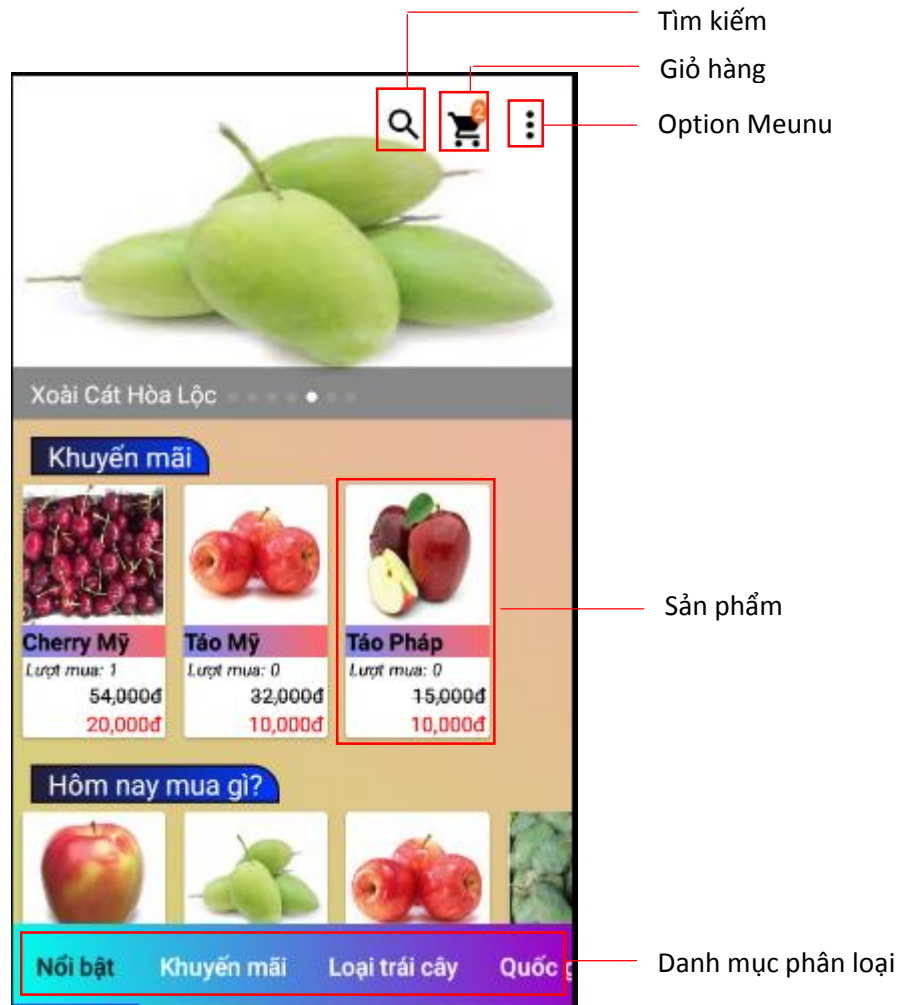 Tìm kiếm
Giỏ hàng
2
Option Meunu
Xoài Cát Hòa Lộc
Khuyến mãi
Cherry Mỹ
Lượt mua: 1
54,000đ
20,000đ
Táo Mỹ
Lượt mua: 0
32,000đ
10,000đ
Táo Pháp
Lượt mua: 0
15,000đ
10,000đ
Sản phẩm
Hôm nay mua gì?
Nổi bật Khuyến mãi Loại trái cây Quốc g
Danh mục phân loại